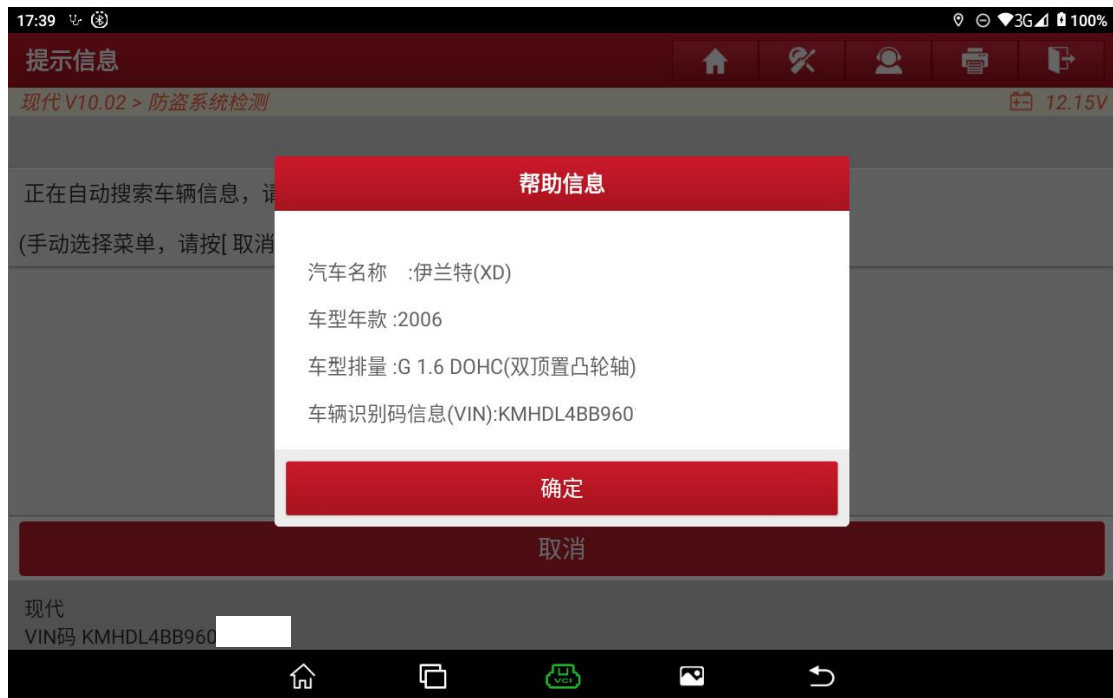 17:39
3G
100%
提示信息
现代 V10.02 > 防盗系统检测
12.15V
正在自动搜索车辆信息，请
(手动选择菜单，请按[ 取消
帮助信息
汽车名称 :伊兰特(XD)
车型年款 :2006
车型排量 :G 1.6 DOHC(双顶置凸轮轴)
车辆识别码信息(VIN):KMHDL4BB960
确定
取消
现代
VIN码 KMHDL4BB960
VCI